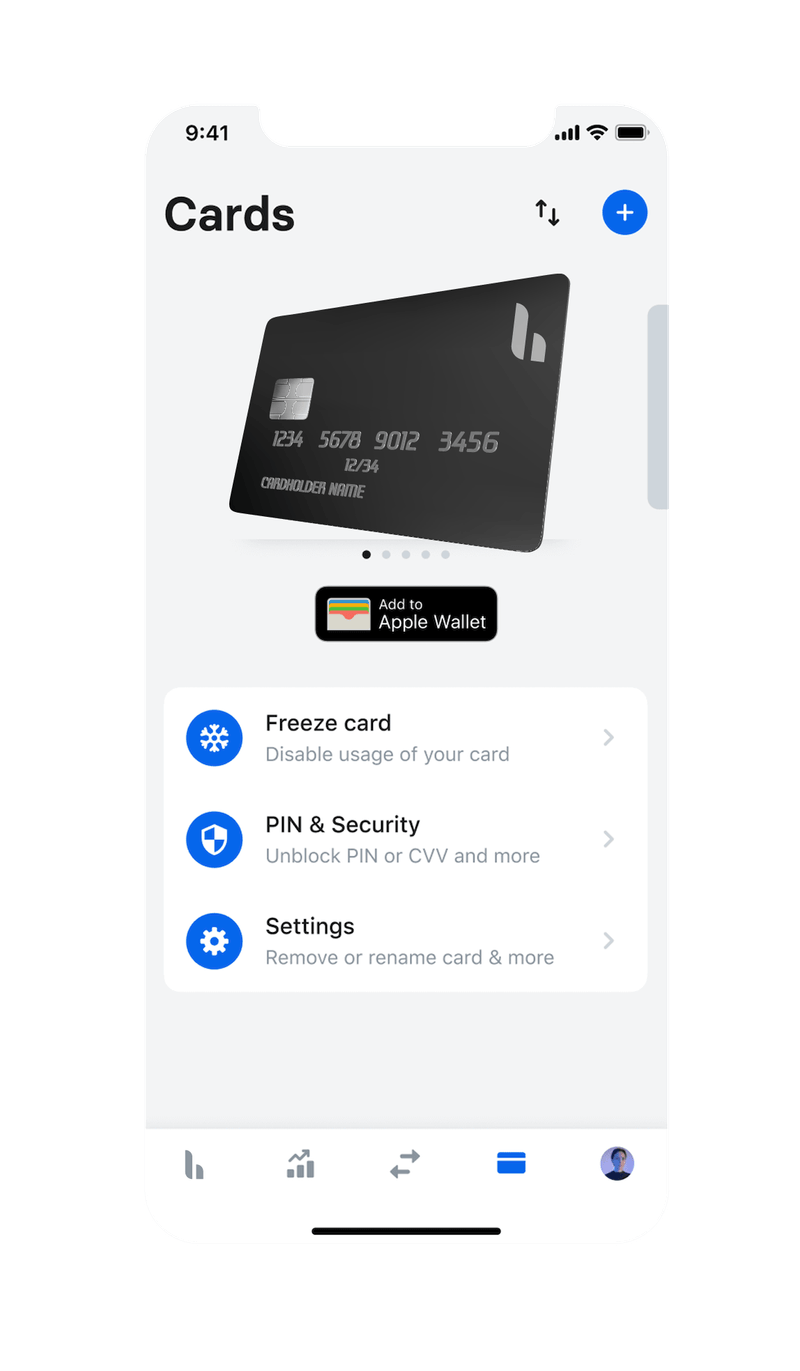 9:41
Cards
1234 5678 9012 3456
12/34
CARDHOLDER NAME
Add to
Apple Wallet
Freeze card
Disable usage of your card
PIN & Security
Unblock PIN or CVV and more
Settings
Remove or rename card & more